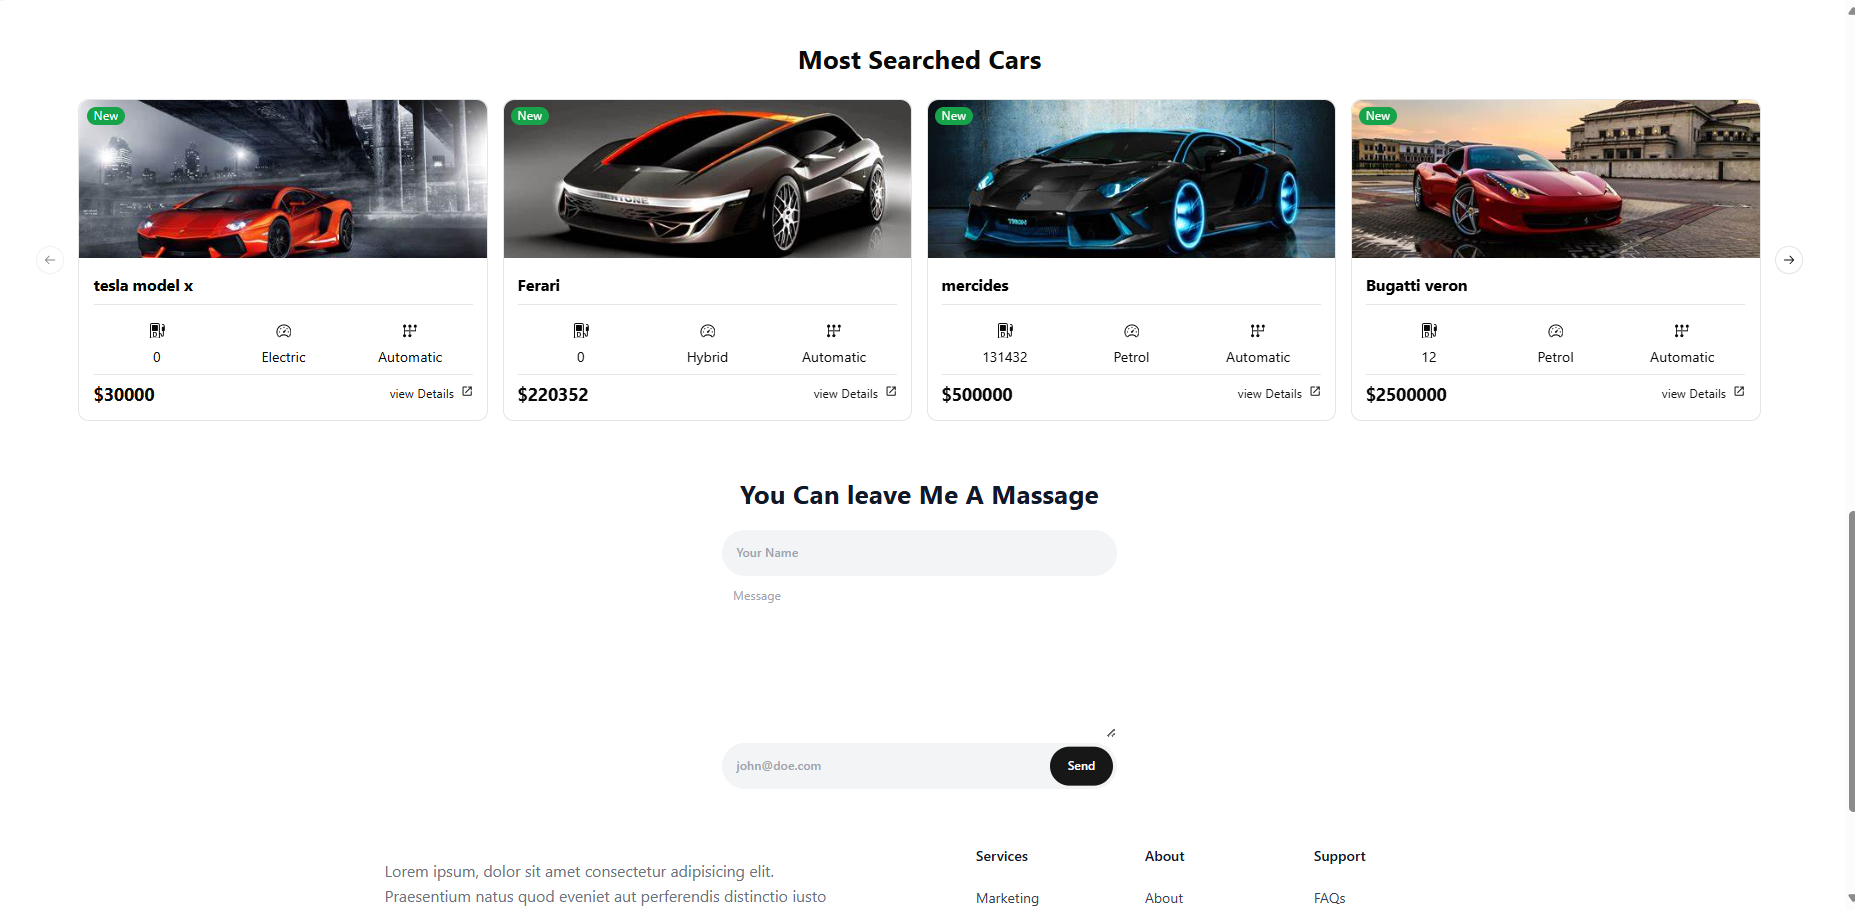 Most Searched Cars
New
New
New
New
tesla model x
Ferari
mercides
Bugatti veron
0
Electric
Automatic
0
Hybrid
Automatic
131432
Petrol
Automatic
12
Petrol
Automatic
$30000
view Details
$220352
view Details
$500000
view Details
$2500000
view Details
You Can leave Me A Massage
Your Name
Message
john@doe.com
Send
Lorem ipsum, dolor sit amet consectetur adipisicing elit.
Praesentium natus quod eveniet aut perferendis distinctio iusto
Services
Marketing
About
About
Support
FAQs